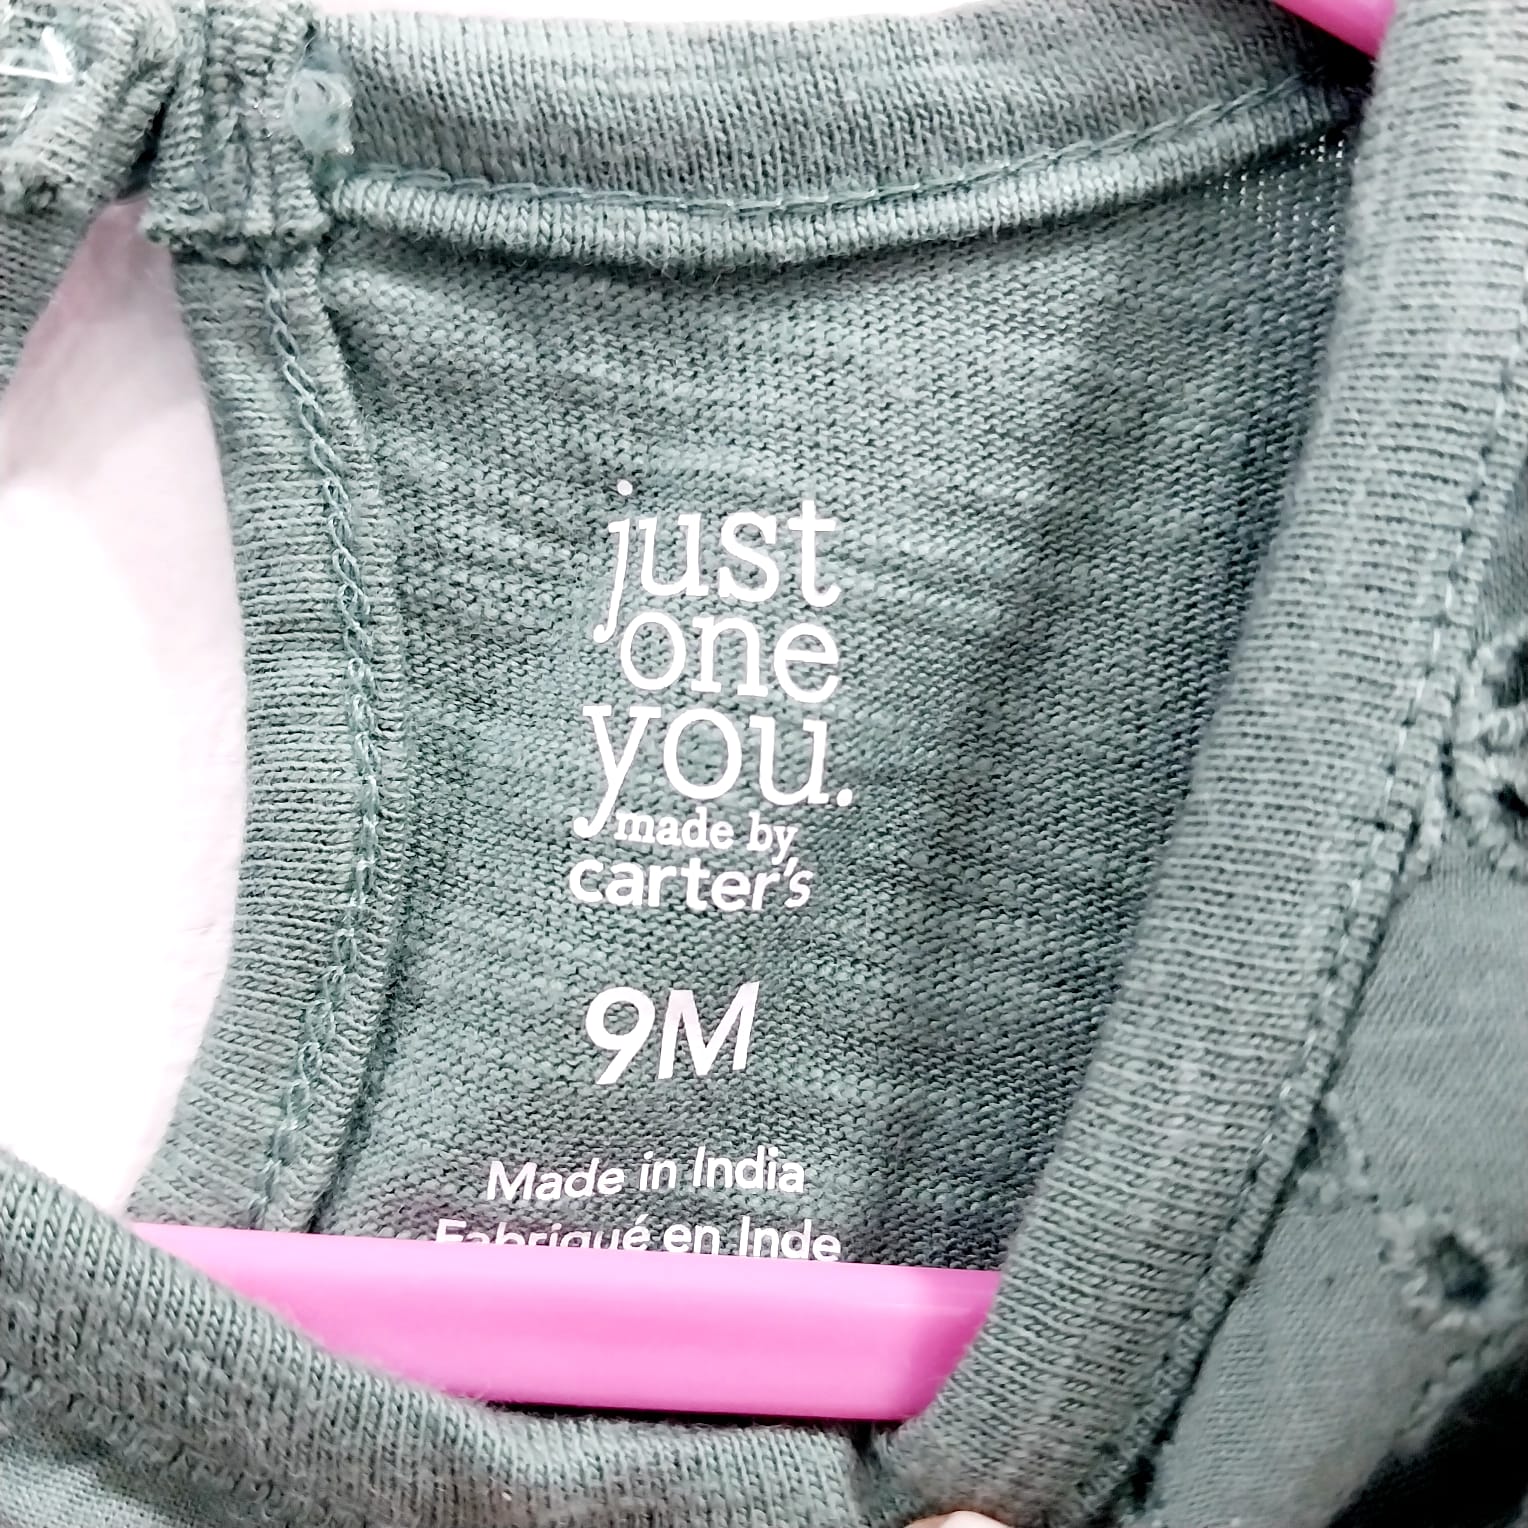 just
one
you.
made by
carter's
9M
Made in India
Fabriqué en Inde